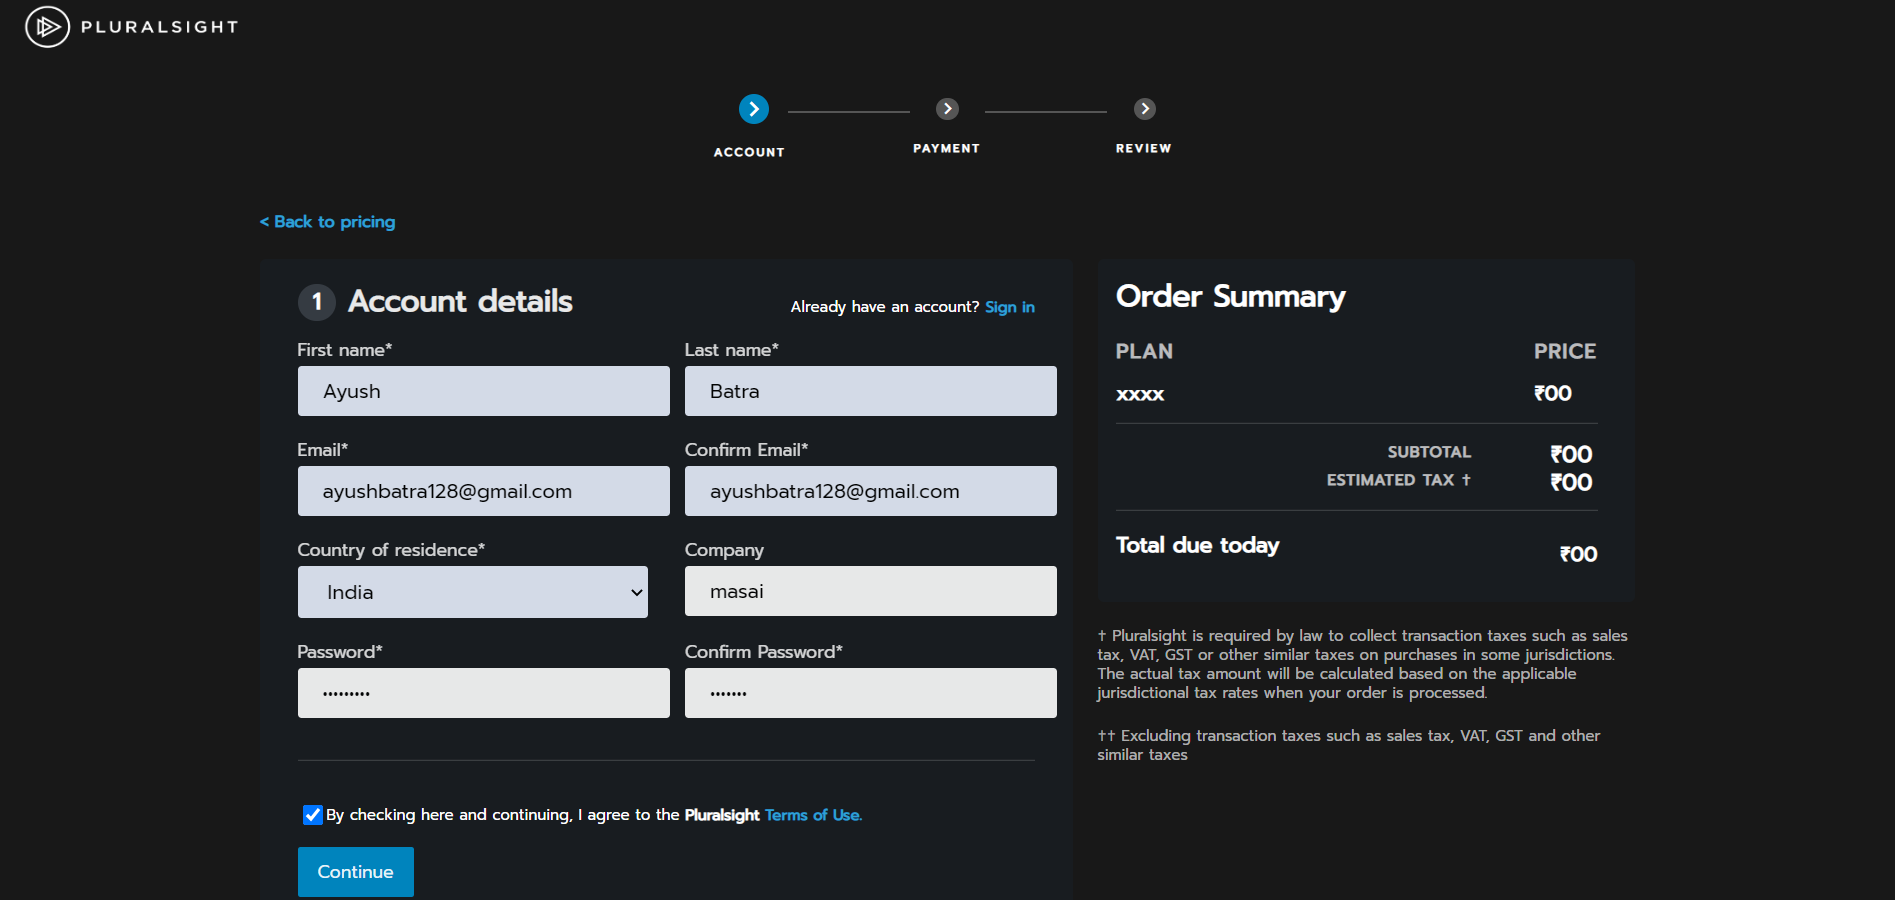 PLURALSIGHT
ACCOUNT
PAYMENT
REVIEW
< Back to pricing
1 Account details
Already have an account? Sign in
First name*
Last name*
Ayush
Batra
Email*
Confirm Email*
ayushbatra128@gmail.com
ayushbatra128@gmail.com
Country of residence*
Company
India
masai
Password*
Confirm Password*
•••••••••
•••••••
By checking here and continuing, I agree to the Pluralsight Terms of Use.
Continue
Order Summary
PLAN PRICE
xxxx ₹00
SUBTOTAL ₹00
ESTIMATED TAX † ₹00
Total due today ₹00
† Pluralsight is required by law to collect transaction taxes such as sales
tax, VAT, GST or other similar taxes on purchases in some jurisdictions.
The actual tax amount will be calculated based on the applicable
jurisdictional tax rates when your order is processed.
†† Excluding transaction taxes such as sales tax, VAT, GST and other
similar taxes